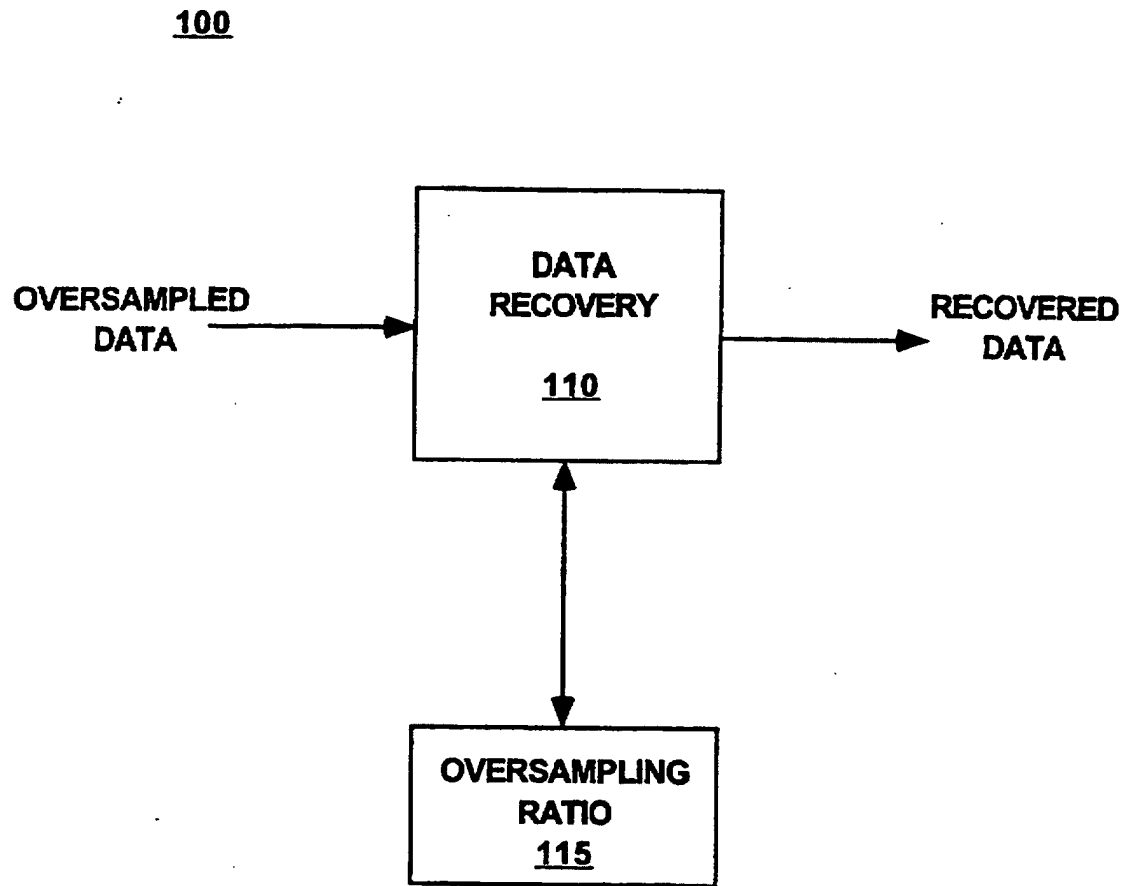 100
OVERSAMPLED
DATA
DATA
RECOVERY
110
RECOVERED
DATA
OVERSAMPLING
RATIO
115